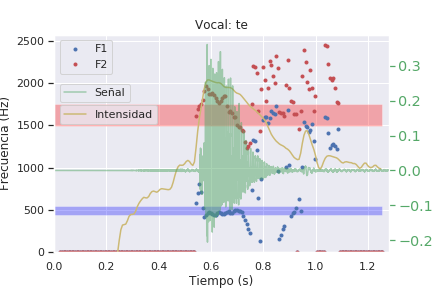 Vocal: te
2500
2000
1500
1000
500
0
Frecuencia (Hz)
F1
F2
Señal
Intensidad
0.3
0.2
0.1
0.0
−0.1
−0.2
0.0 0.2 0.4 0.6 0.8 1.0 1.2
Tiempo (s)